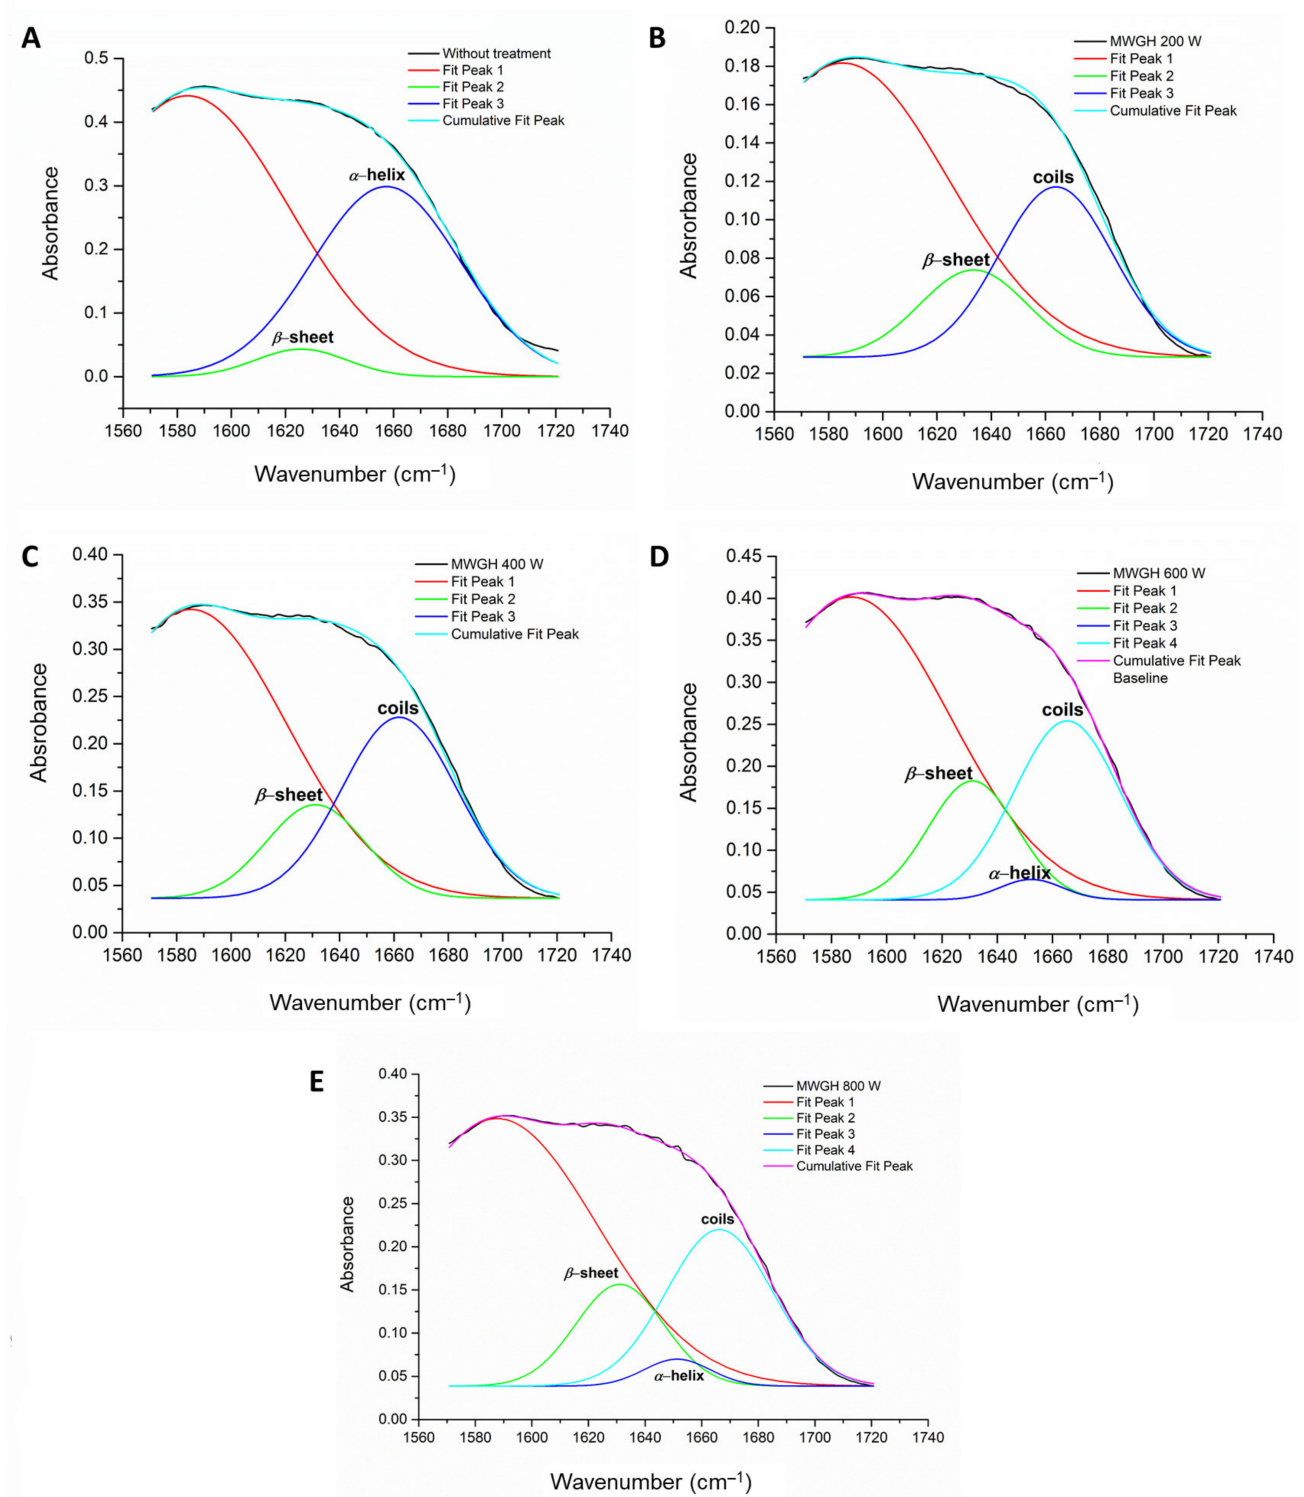 A
Without treatment
Fit Peak 1
Fit Peak 2
Fit Peak 3
Cumulative Fit Peak
α–helix
β–sheet
Absorbance
0.5
0.4
0.3
0.2
0.1
0.0
1560 1580 1600 1620 1640 1660 1680 1700 1720 1740
Wavenumber (cm–1)
B
MWGH 200 W
Fit Peak 1
Fit Peak 2
Fit Peak 3
Cumulative Fit Peak
coils
β–sheet
Absrorbance
0.20
0.18
0.16
0.14
0.12
0.10
0.08
0.06
0.04
0.02
0.00
1560 1580 1600 1620 1640 1660 1680 1700 1720 1740
Wavenumber (cm–1)
C
MWGH 400 W
Fit Peak 1
Fit Peak 2
Fit Peak 3
Cumulative Fit Peak
coils
β–sheet
Absrobance
0.40
0.35
0.30
0.25
0.20
0.15
0.10
0.05
0.00
1560 1580 1600 1620 1640 1660 1680 1700 1720 1740
Wavenumber (cm–1)
D
MWGH 600 W
Fit Peak 1
Fit Peak 2
Fit Peak 3
Fit Peak 4
Cumulative Fit Peak
Baseline
coils
β–sheet
α–helix
Absorbance
0.45
0.40
0.35
0.30
0.25
0.20
0.15
0.10
0.05
0.00
1560 1580 1600 1620 1640 1660 1680 1700 1720 1740
Wavenumber (cm–1)
E
MWGH 800 W
Fit Peak 1
Fit Peak 2
Fit Peak 3
Fit Peak 4
Cumulative Fit Peak
coils
β–sheet
α–helix
Absorbance
0.40
0.35
0.30
0.25
0.20
0.15
0.10
0.05
0.00
1560 1580 1600 1620 1640 1660 1680 1700 1720 1740
Wavenumber (cm–1)